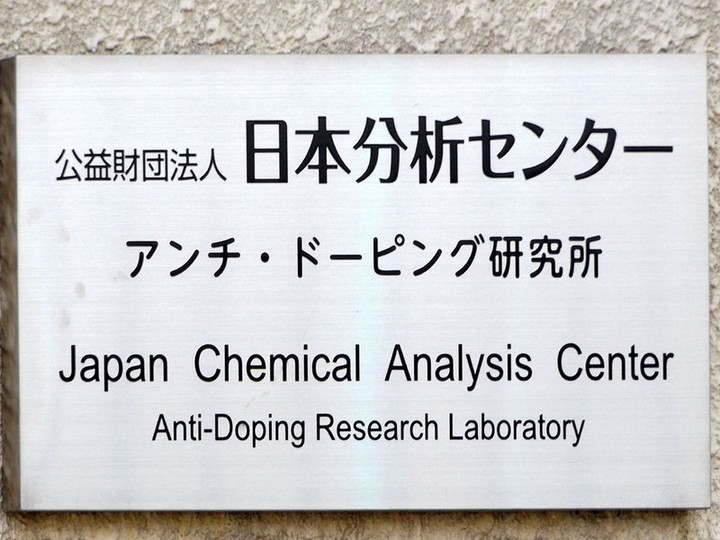 公益財団法人 日本分析センター
アンチ・ドーピング研究所
Japan Chemical Analysis Center
Anti-Doping Research Laboratory